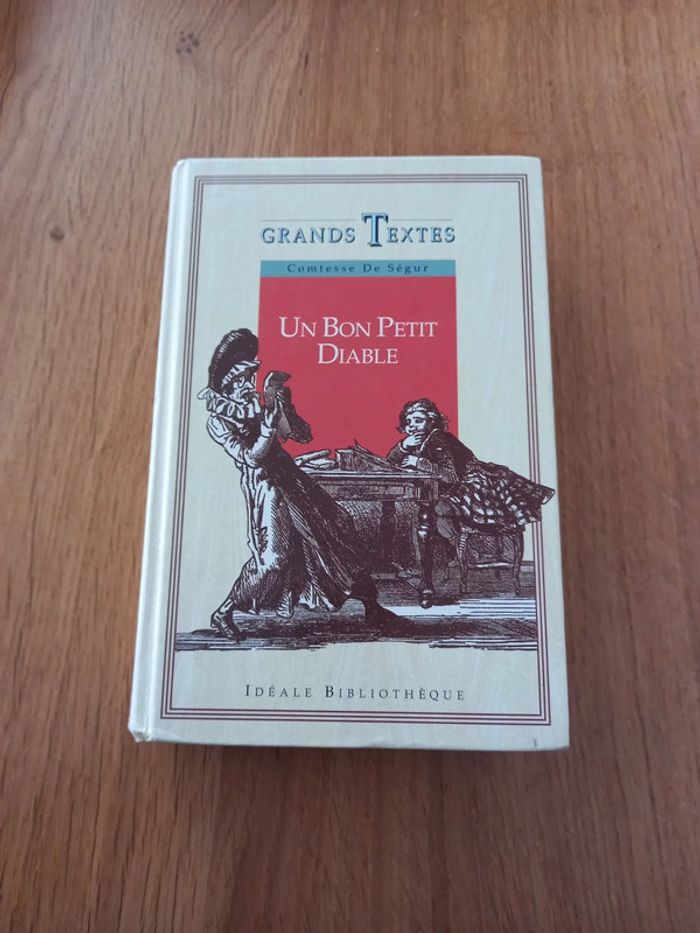 GRANDS TEXTES
Comtesse De Ségur
UN BON PETIT
DIABLE
IDÉALE BIBLIOTHÈQUE